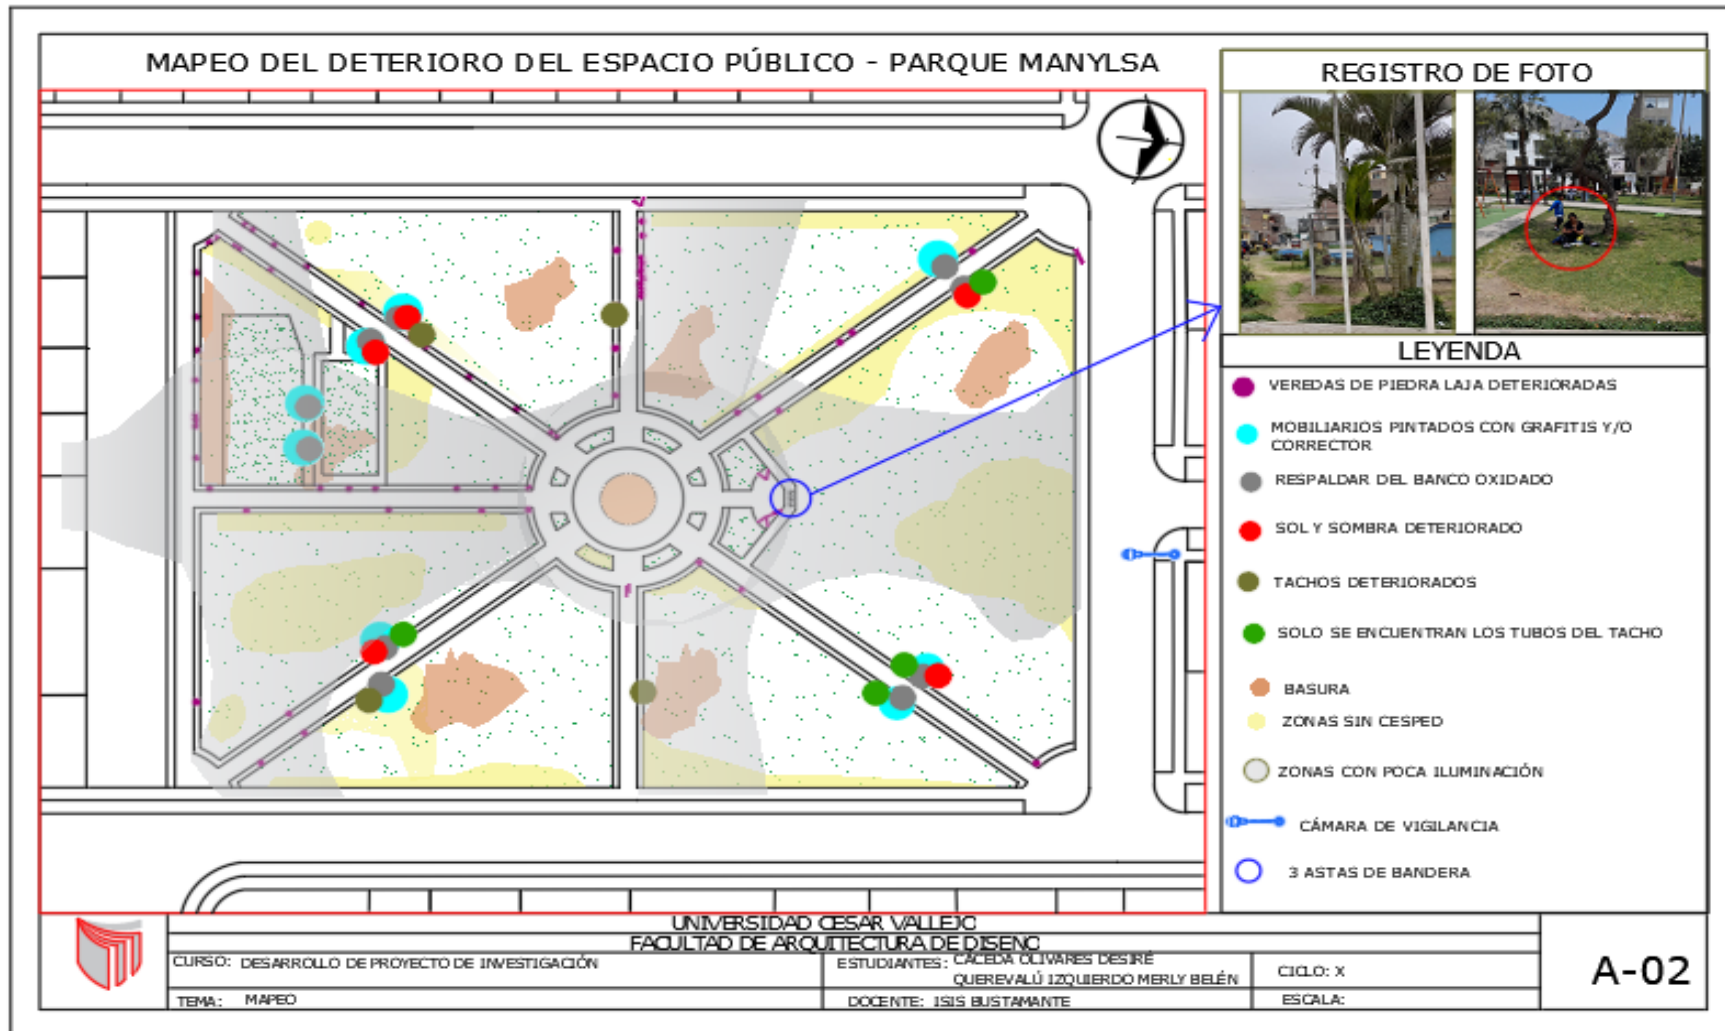 MAPEO DEL DETERIORO DEL ESPACIO PÚBLICO - PARQUE MANYLSA
REGISTRO DE FOTO
LEYENDA
VEREDAS DE PIEDRA LAJA DETERIORADAS
MOBILIARIOS PINTADOS CON GRAFITIS Y/O
CORRECTOR
RESPALDAR DEL BANCO OXIDADO
SOL Y SOMBRA DETERIORADO
TACHOS DETERIORADOS
SOLO SE ENCUENTRAN LOS TUBOS DEL TACHO
BASURA
ZONAS SIN CESPED
ZONAS CON POCA ILUMINACIÓN
CÁMARA DE VIGILANCIA
3 ASTAS DE BANDERA
UNIVERSIDAD CESAR VALLEJO
FACULTAD DE ARQUITECTURA DE DISENO
CURSO: DESARROLLO DE PROYECTO DE INVESTIGACIÓN
ESTUDIANTES: CACEDA OLIVARES DESIRÉ
QUEREVALÚ IZQUIERDO MERLY BELÉN
CICLO: X
A-02
TEMA: MAPEO
DOCENTE: ISIS BUSTAMANTE
ESCALA: